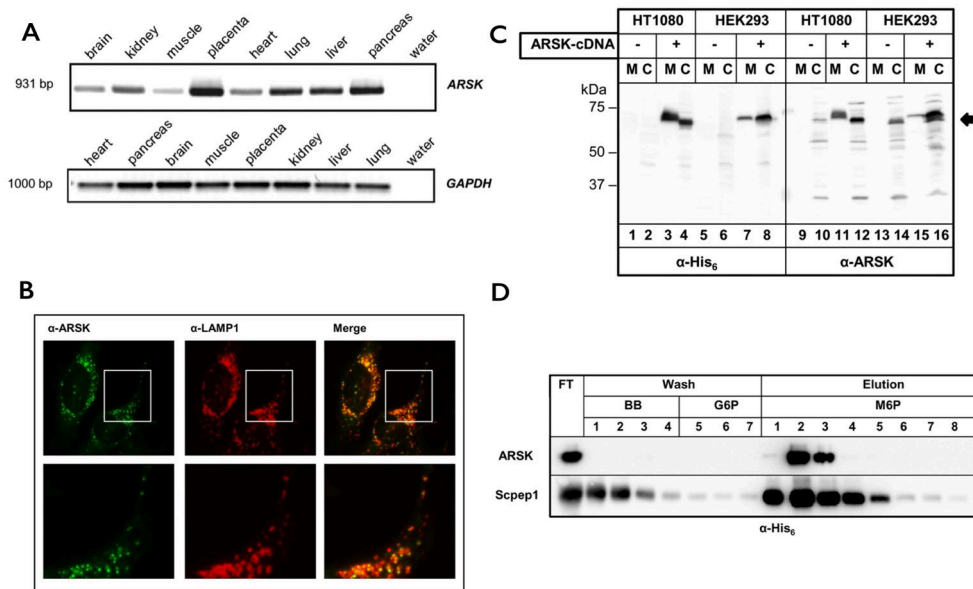 A
brain kidney muscle placenta heart lung liver pancreas water
931 bp ARSK
heart pancreas brain muscle placenta kidney liver lung water
1000 bp GAPDH
B
α-ARSK α-LAMP1 Merge
C
HT1080 HEK293 HT1080 HEK293
ARSK-cDNA - + - + - + - +
M C M C M C M C M C M C M C M C
kDa
75
50
37
1 2 3 4 5 6 7 8 9 10 11 12 13 14 15 16
α-His₆ α-ARSK
D
FT Wash Elution
BB G6P M6P
1 2 3 4 5 6 7 1 2 3 4 5 6 7 8
ARSK
Scpep1
α-His₆